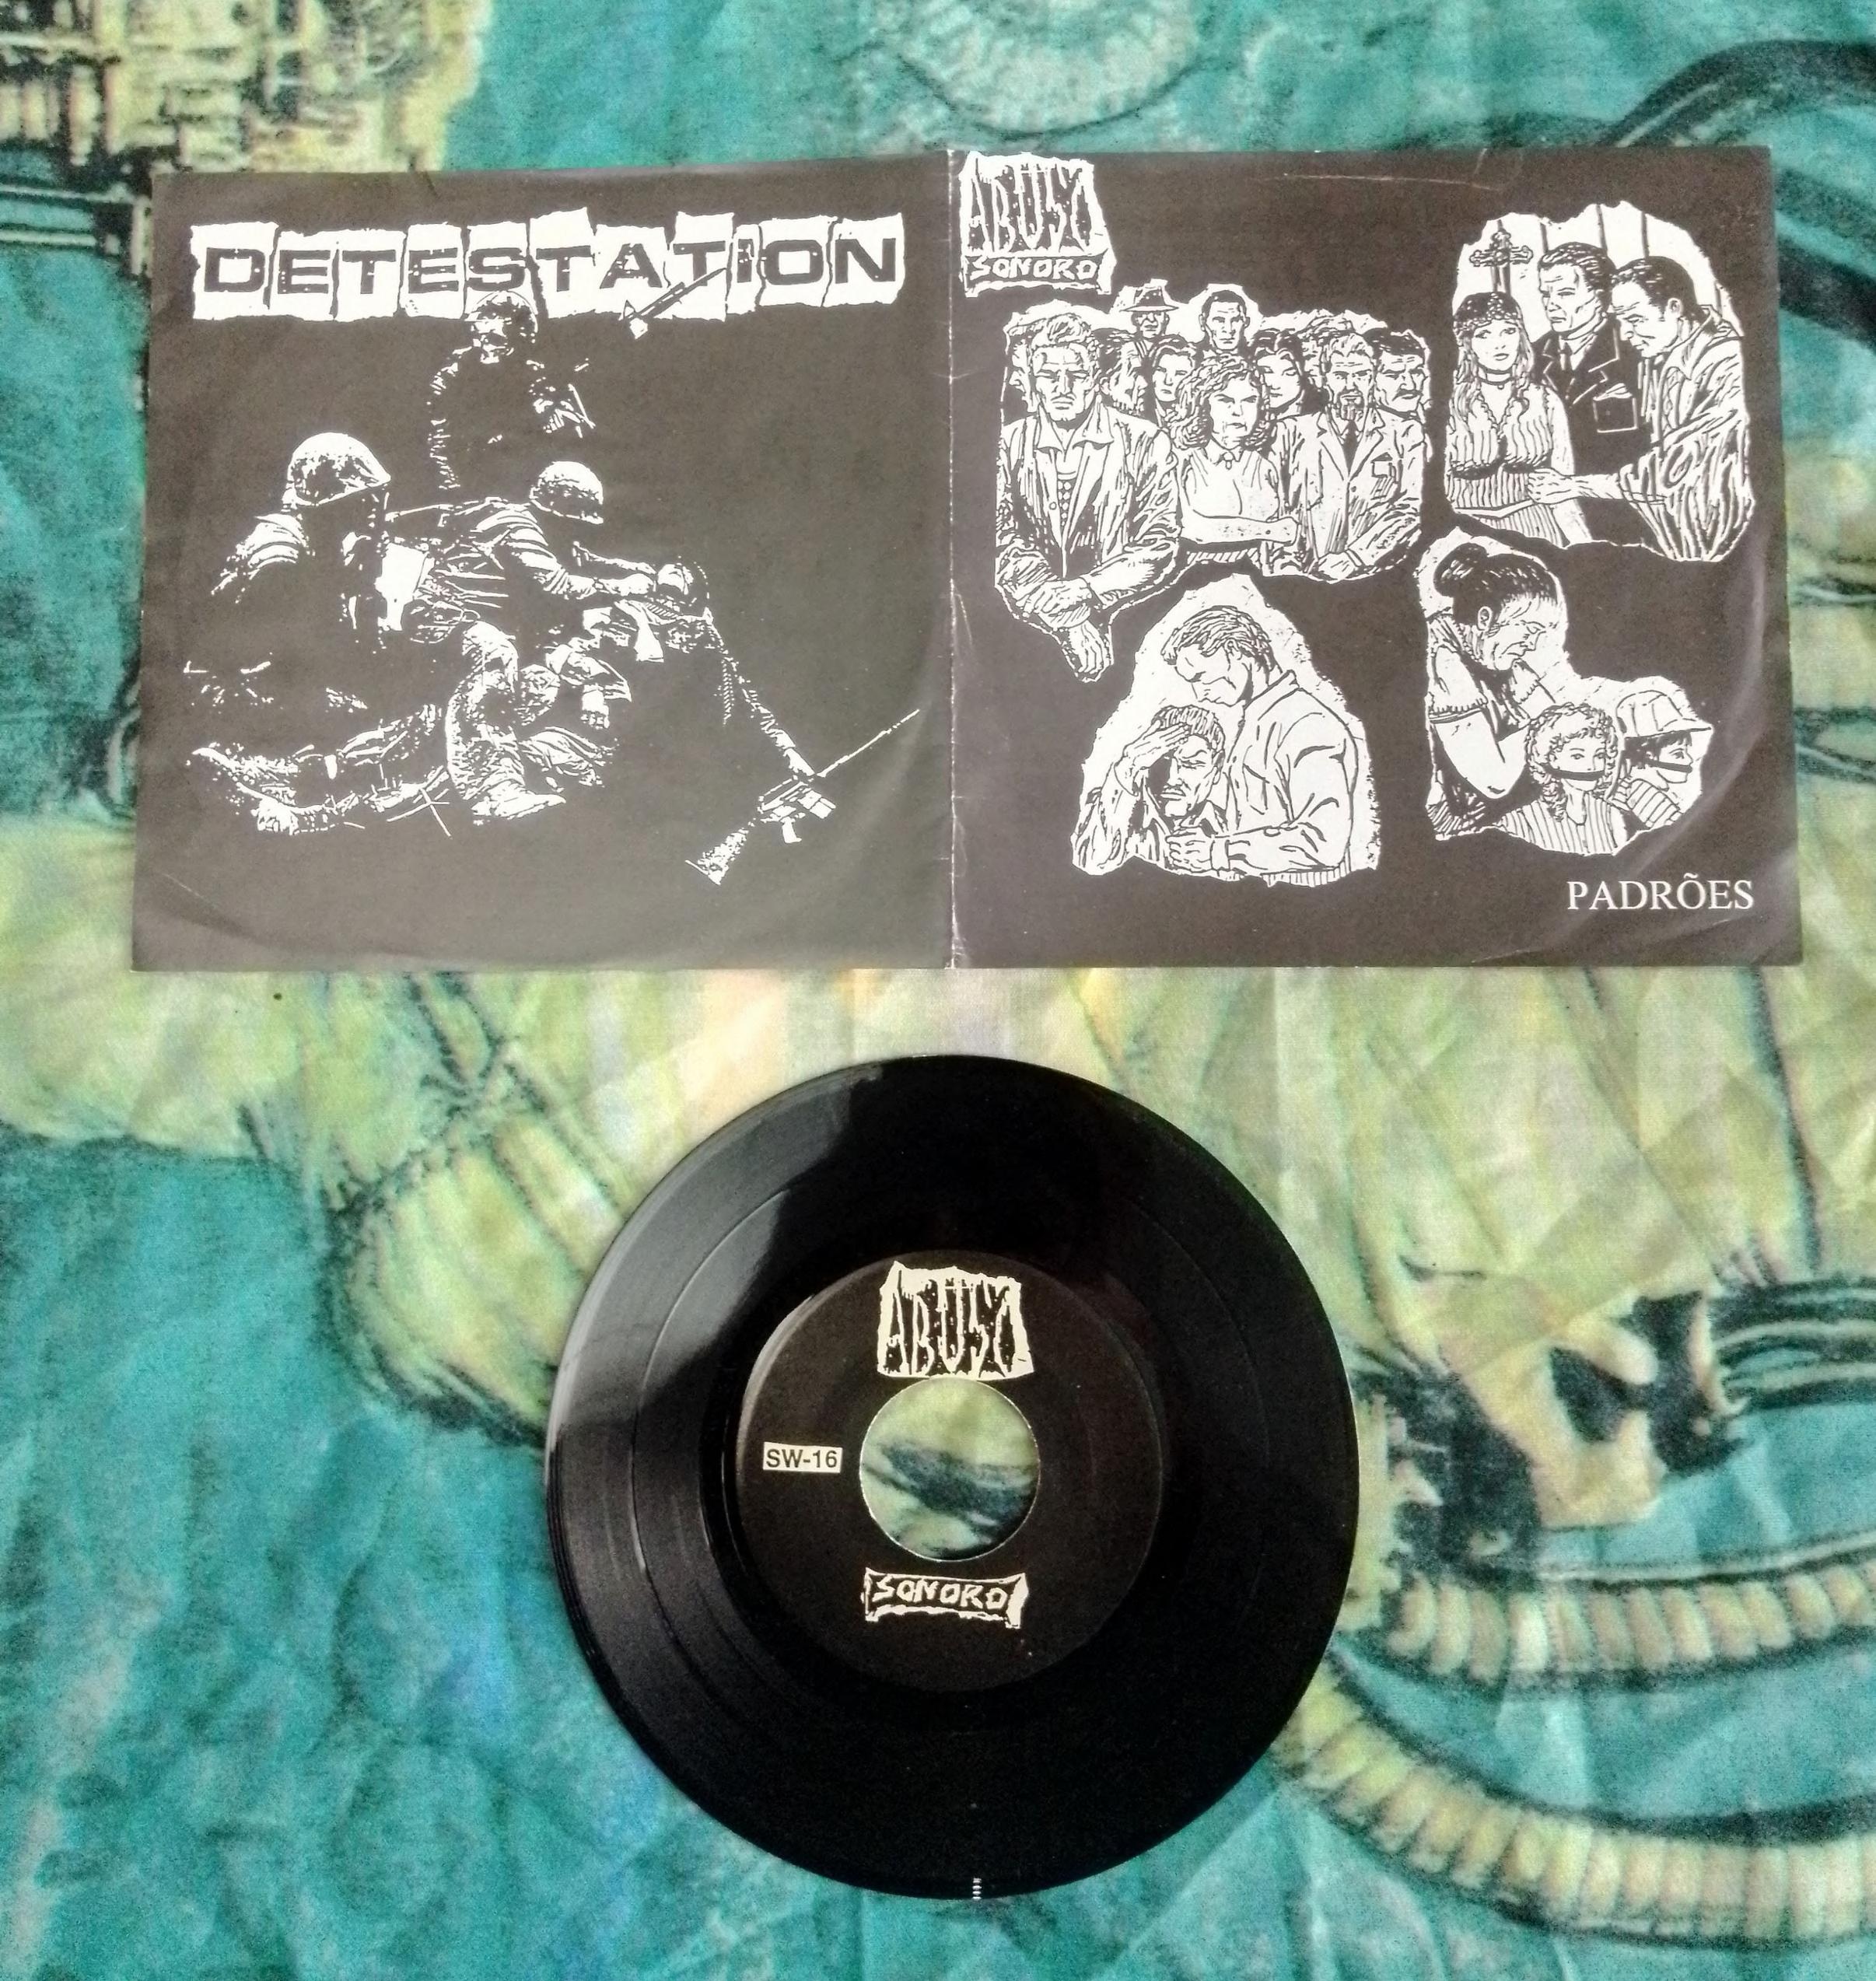 DETESTATION
ABUSO
SONORO
PADRÕES
ABUSO
SW-16
SONORO